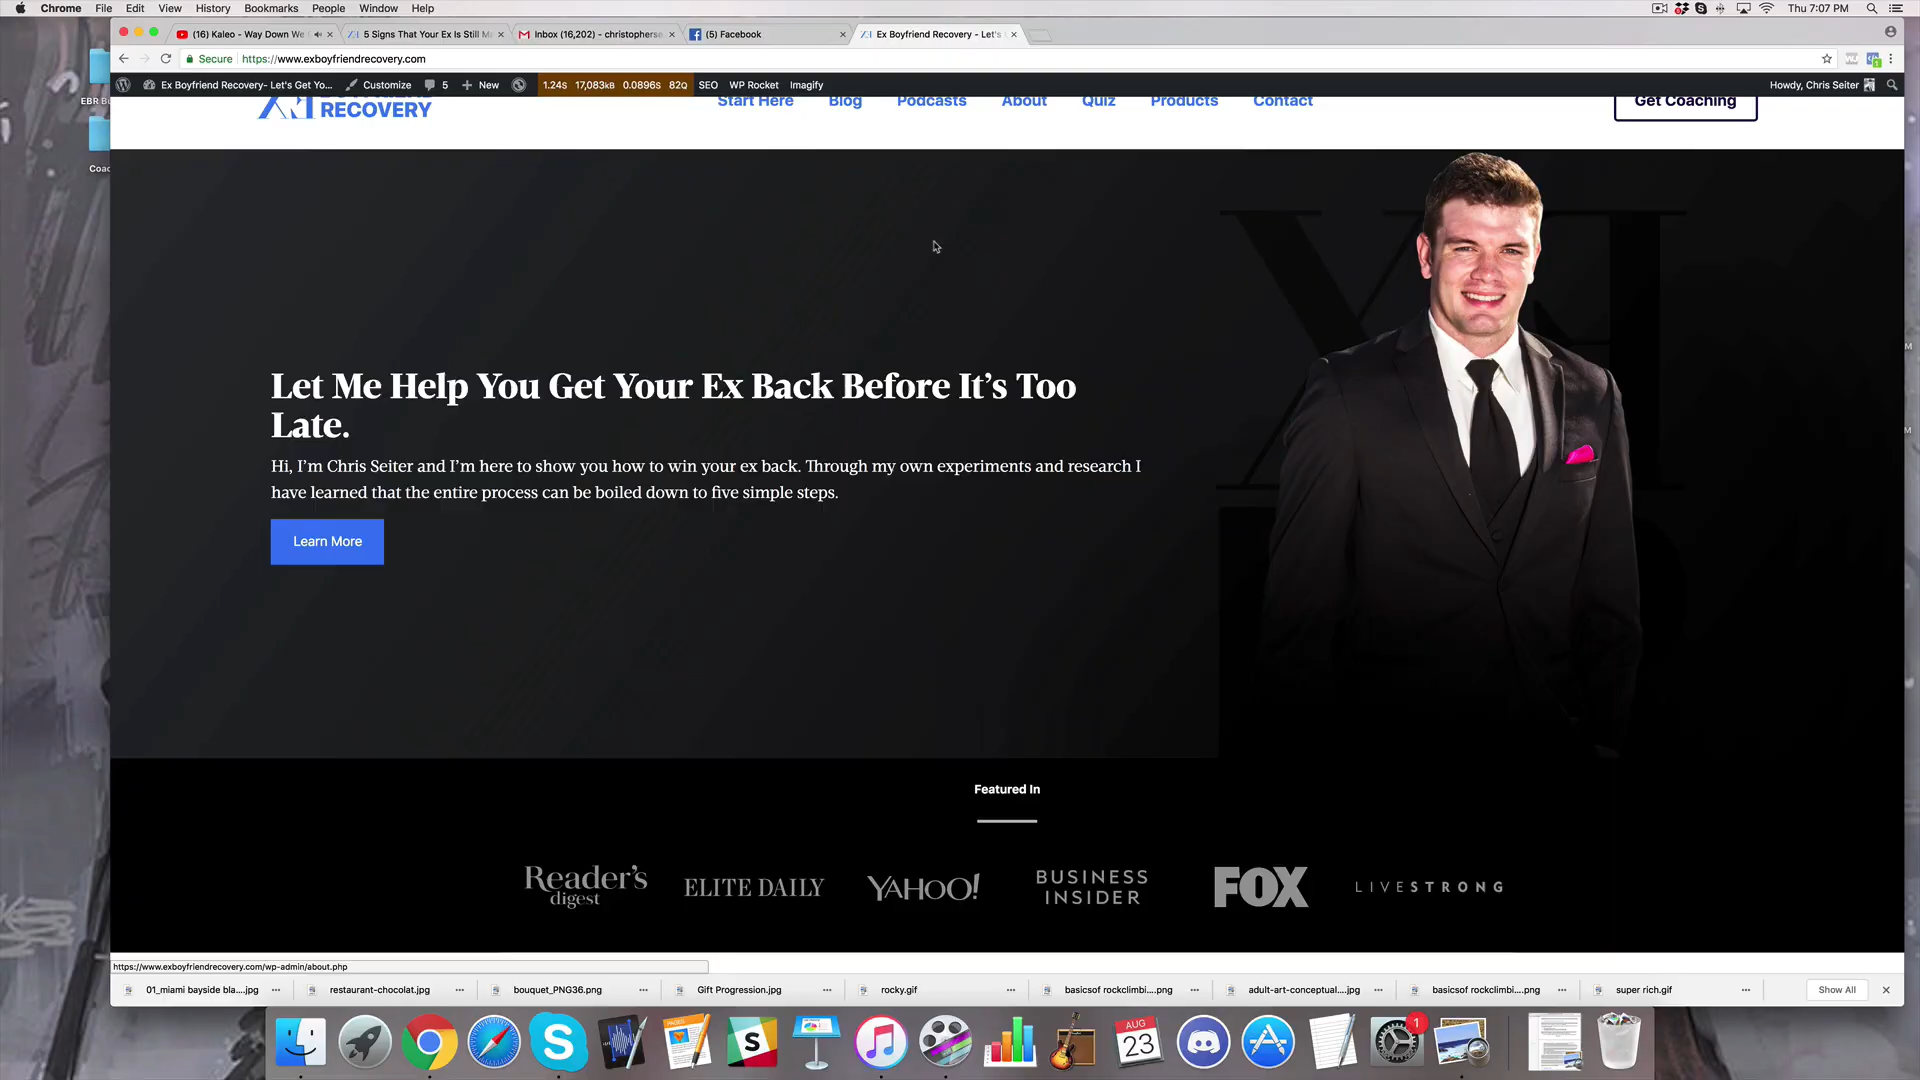 Chrome File Edit View History Bookmarks People Window Help Thu 7:07 PM
(16) Kaleo - Way Down We 5 Signs That Your Ex Is Still M Inbox (16,202) - christopherse (5) Facebook Ex Boyfriend Recovery - Let's
Secure https://www.exboyfriendrecovery.com
Ex Boyfriend Recovery- Let's Get Yo... Customize 5 New 1.24S 17,083kB 0.0896S 82Q SEO WP Rocket Imagify Howdy, Chris Seiter
EBR B
RECOVERY Start Here Blog Podcasts About Quiz Products Contact Get Coaching
Coac
Let Me Help You Get Your Ex Back Before It's Too
Late.
Hi, I'm Chris Seiter and I'm here to show you how to win your ex back. Through my own experiments and research I
have learned that the entire process can be boiled down to five simple steps.
Learn More
Featured In
Reader's digest ELITE DAILY YAHOO! BUSINESS INSIDER FOX LIVESTRONG
https://www.exboyfriendrecovery.com/wp-admin/about.php
01_miami bayside bla....jpg restaurant-chocolat.jpg bouquet_PNG36.png Gift Progression.jpg rocky.gif basicsof rockclimbi....png adult-art-conceptual....jpg basicsof rockclimbi....png super rich.gif Show All
PAGES
AUG
23
1